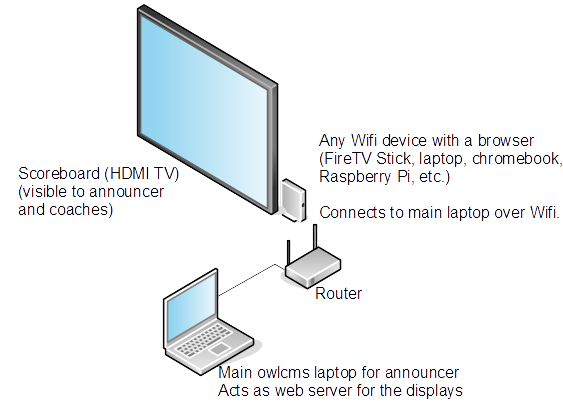 Any Wifi device with a browser
(FireTV Stick, laptop, chromebook,
Raspberry Pi, etc.)
Connects to main laptop over Wifi.
Scoreboard (HDMI TV)
(visible to announcer
and coaches)
Router
Main owlcms laptop for announcer
Acts as web server for the displays